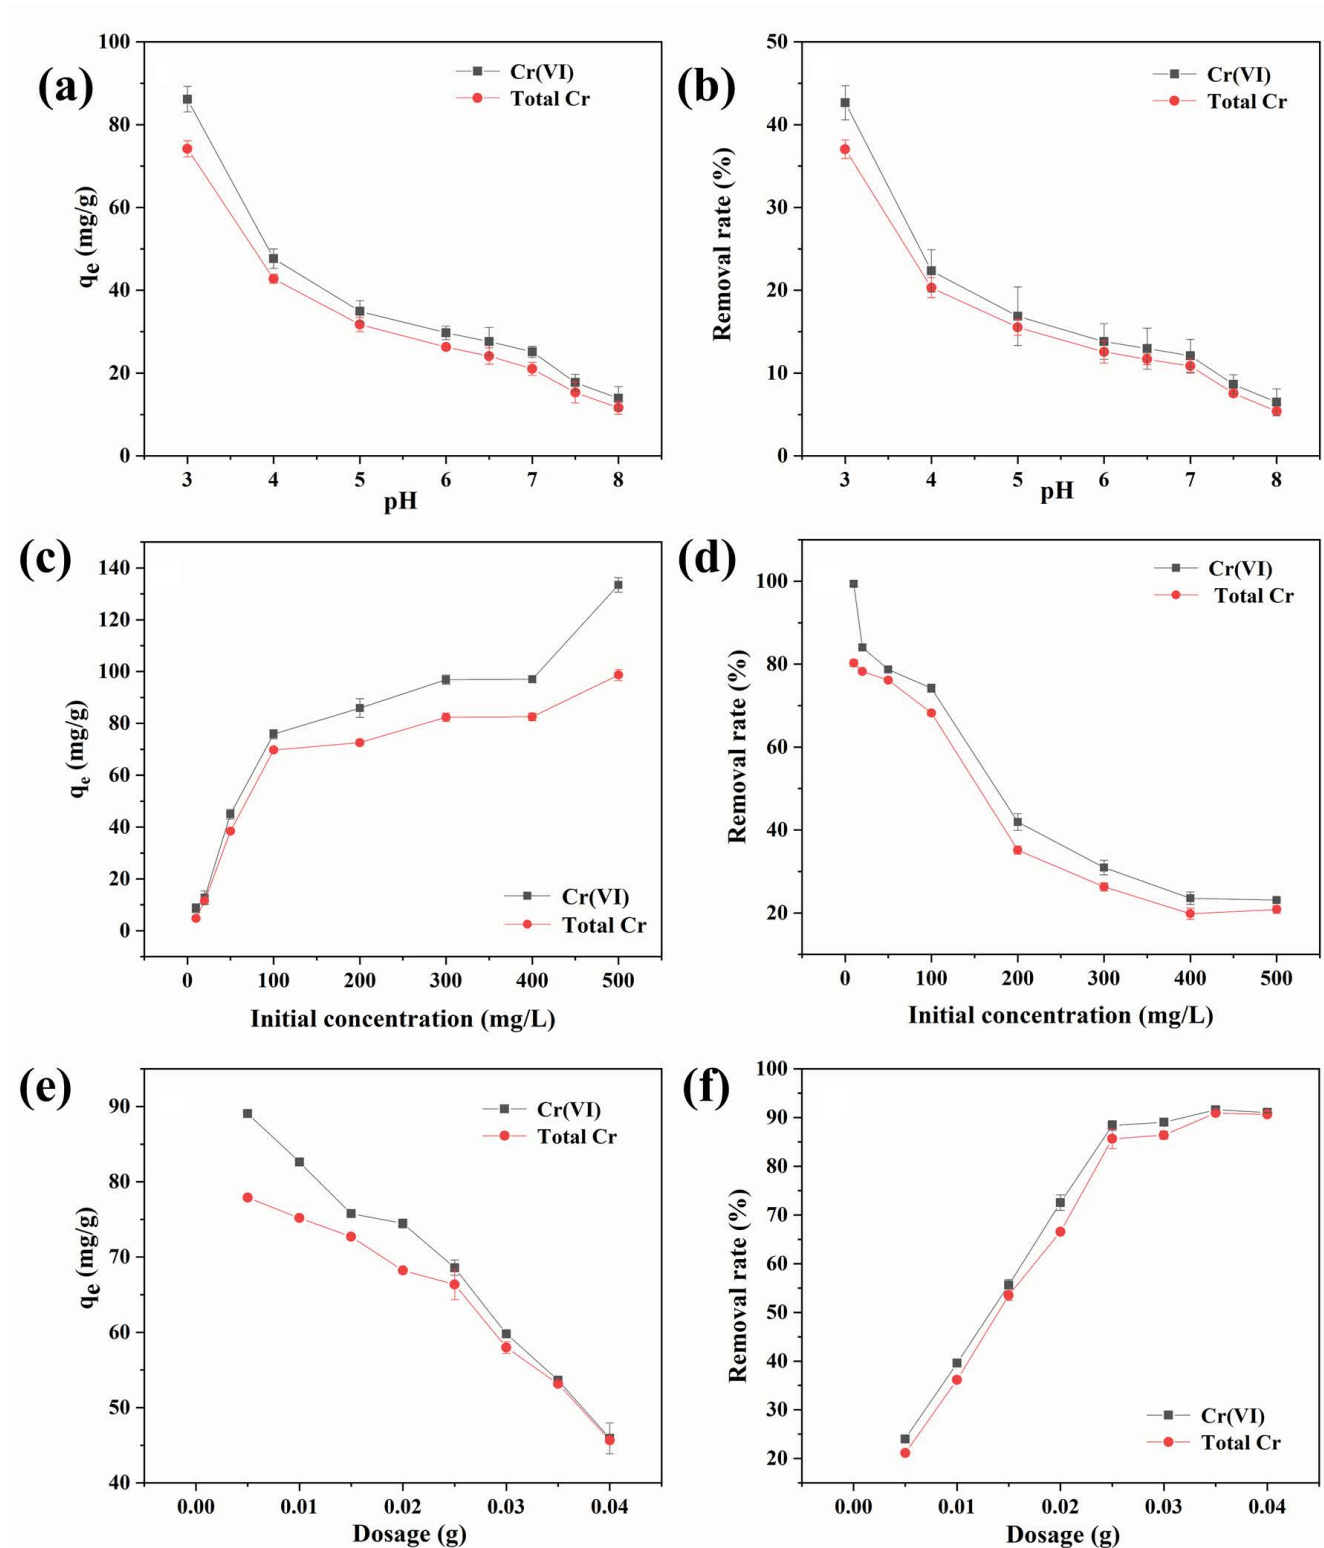 (a)
100
80
60
40
20
0
qe (mg/g)
Cr(VI)
Total Cr
3 4 5 6 7 8
pH
(b)
50
40
30
20
10
0
Removal rate (%)
Cr(VI)
Total Cr
3 4 5 6 7 8
pH
(c)
140
120
100
80
60
40
20
0
qe (mg/g)
Cr(VI)
Total Cr
0 100 200 300 400 500
Initial concentration (mg/L)
(d)
100
80
60
40
20
Removal rate (%)
Cr(VI)
Total Cr
0 100 200 300 400 500
Initial concentration (mg/L)
(e)
90
80
70
60
50
40
qe (mg/g)
Cr(VI)
Total Cr
0.00 0.01 0.02 0.03 0.04
Dosage (g)
(f)
100
90
80
70
60
50
40
30
20
Removal rate (%)
Cr(VI)
Total Cr
0.00 0.01 0.02 0.03 0.04
Dosage (g)